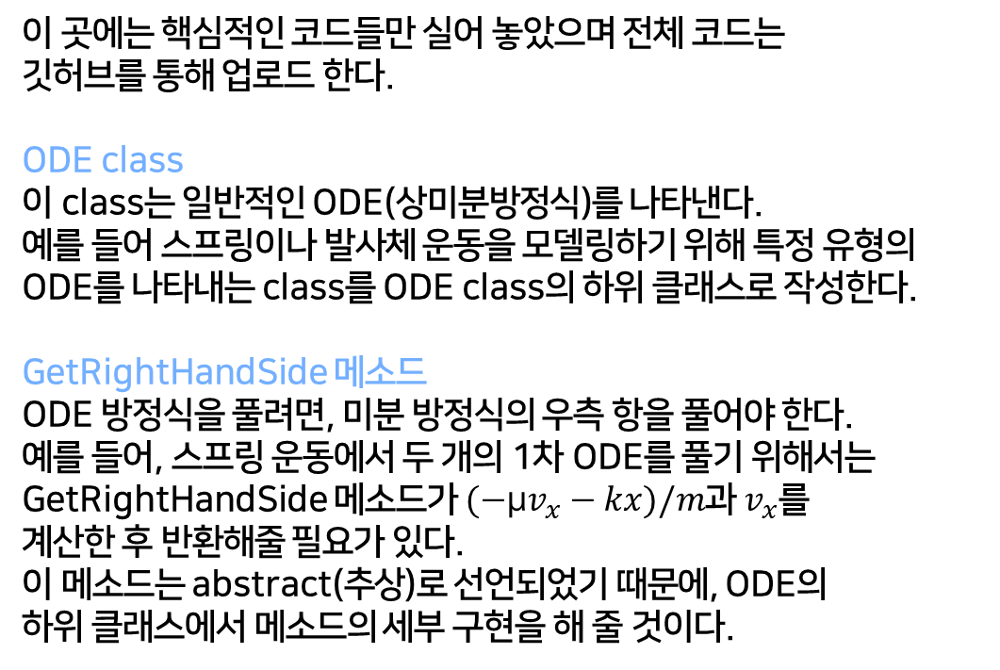 이 곳에는 핵심적인 코드들만 실어 놓았으며 전체 코드는
깃허브를 통해 업로드 한다.
ODE class
이 class는 일반적인 ODE(상미분방정식)를 나타낸다.
예를 들어 스프링이나 발사체 운동을 모델링하기 위해 특정 유형의
ODE를 나타내는 class를 ODE class의 하위 클래스로 작성한다.
GetRightHandSide 메소드
ODE 방정식을 풀려면, 미분 방정식의 우측 항을 풀어야 한다.
예를 들어, 스프링 운동에서 두 개의 1차 ODE를 풀기 위해서는
GetRightHandSide 메소드가 (−μvₓ − kx)/m과 vₓ를
계산한 후 반환해줄 필요가 있다.
이 메소드는 abstract(추상)로 선언되었기 때문에, ODE의
하위 클래스에서 메소드의 세부 구현을 해 줄 것이다.